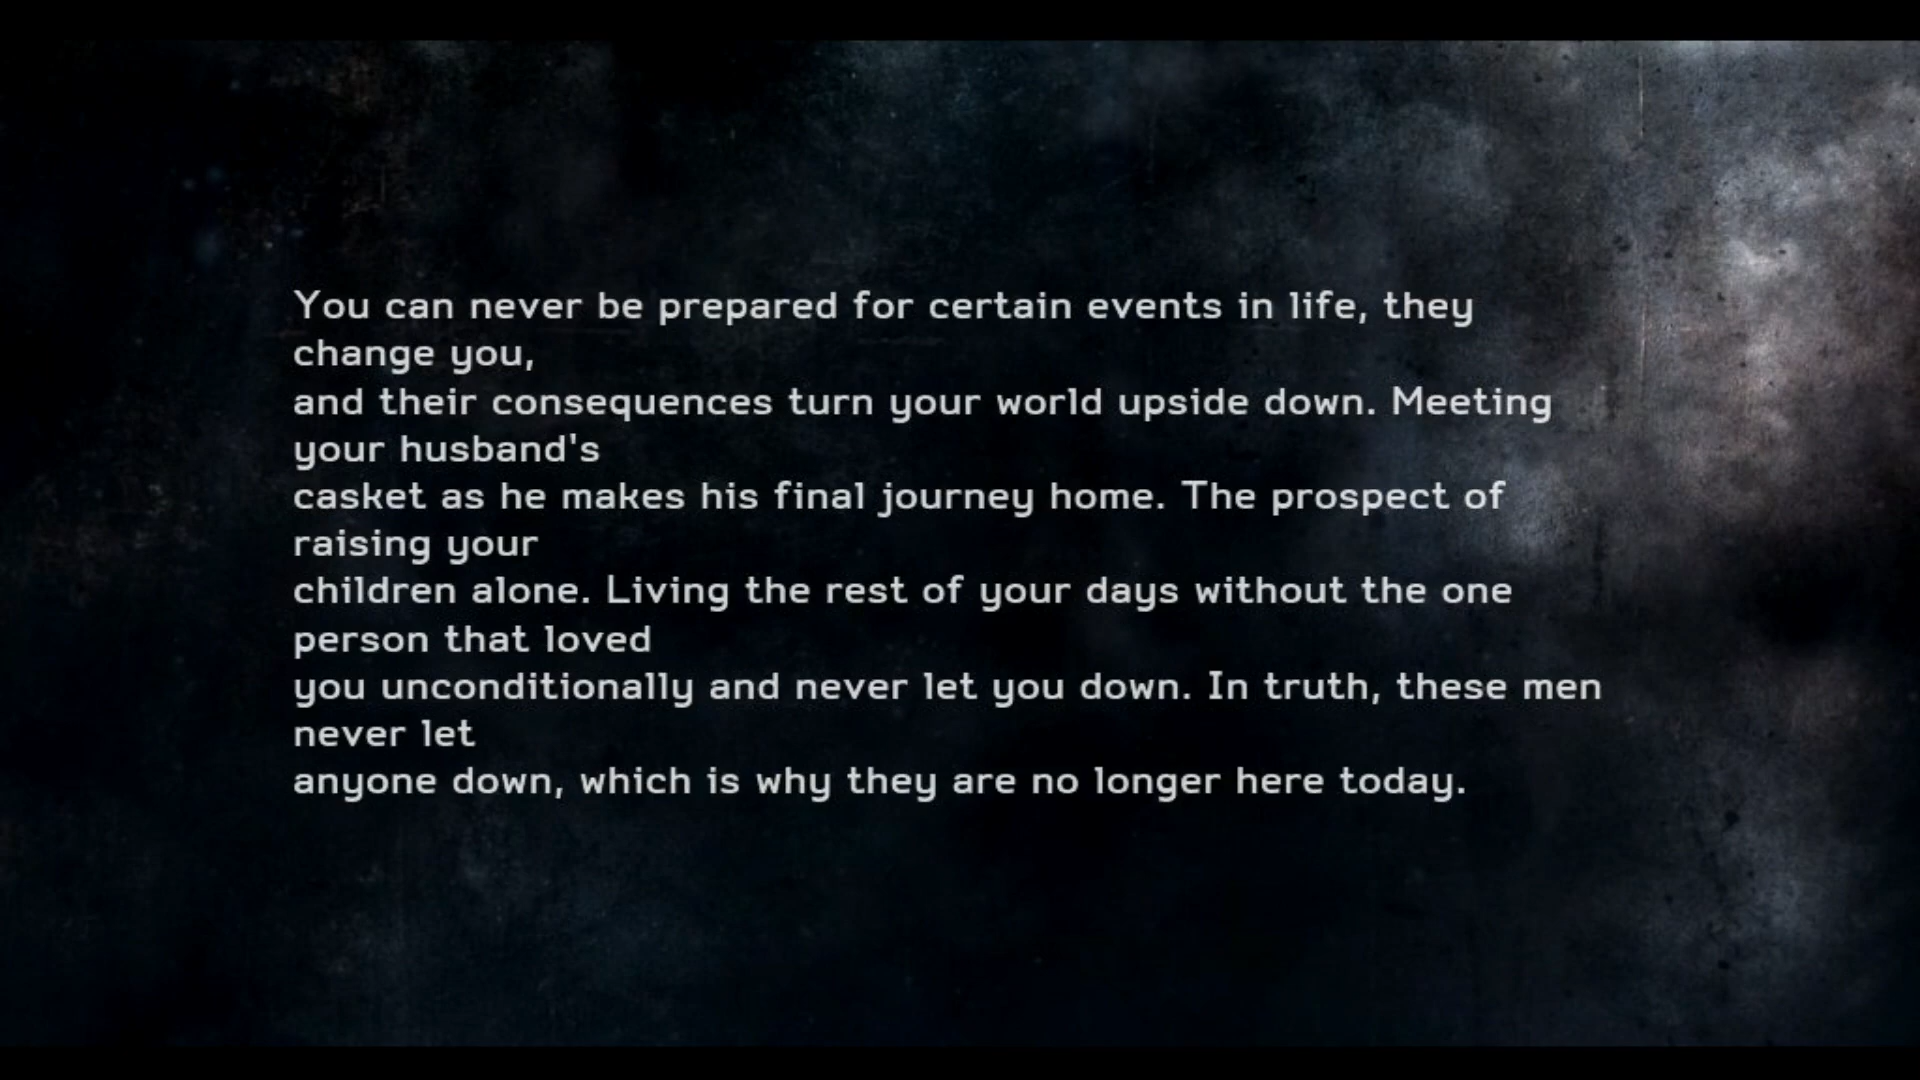 You can never be prepared for certain events in life, they
change you,
and their consequences turn your world upside down. Meeting
your husband's
casket as he makes his final journey home. The prospect of
raising your
children alone. Living the rest of your days without the one
person that loved
you unconditionally and never let you down. In truth, these men
never let
anyone down, which is why they are no longer here today.